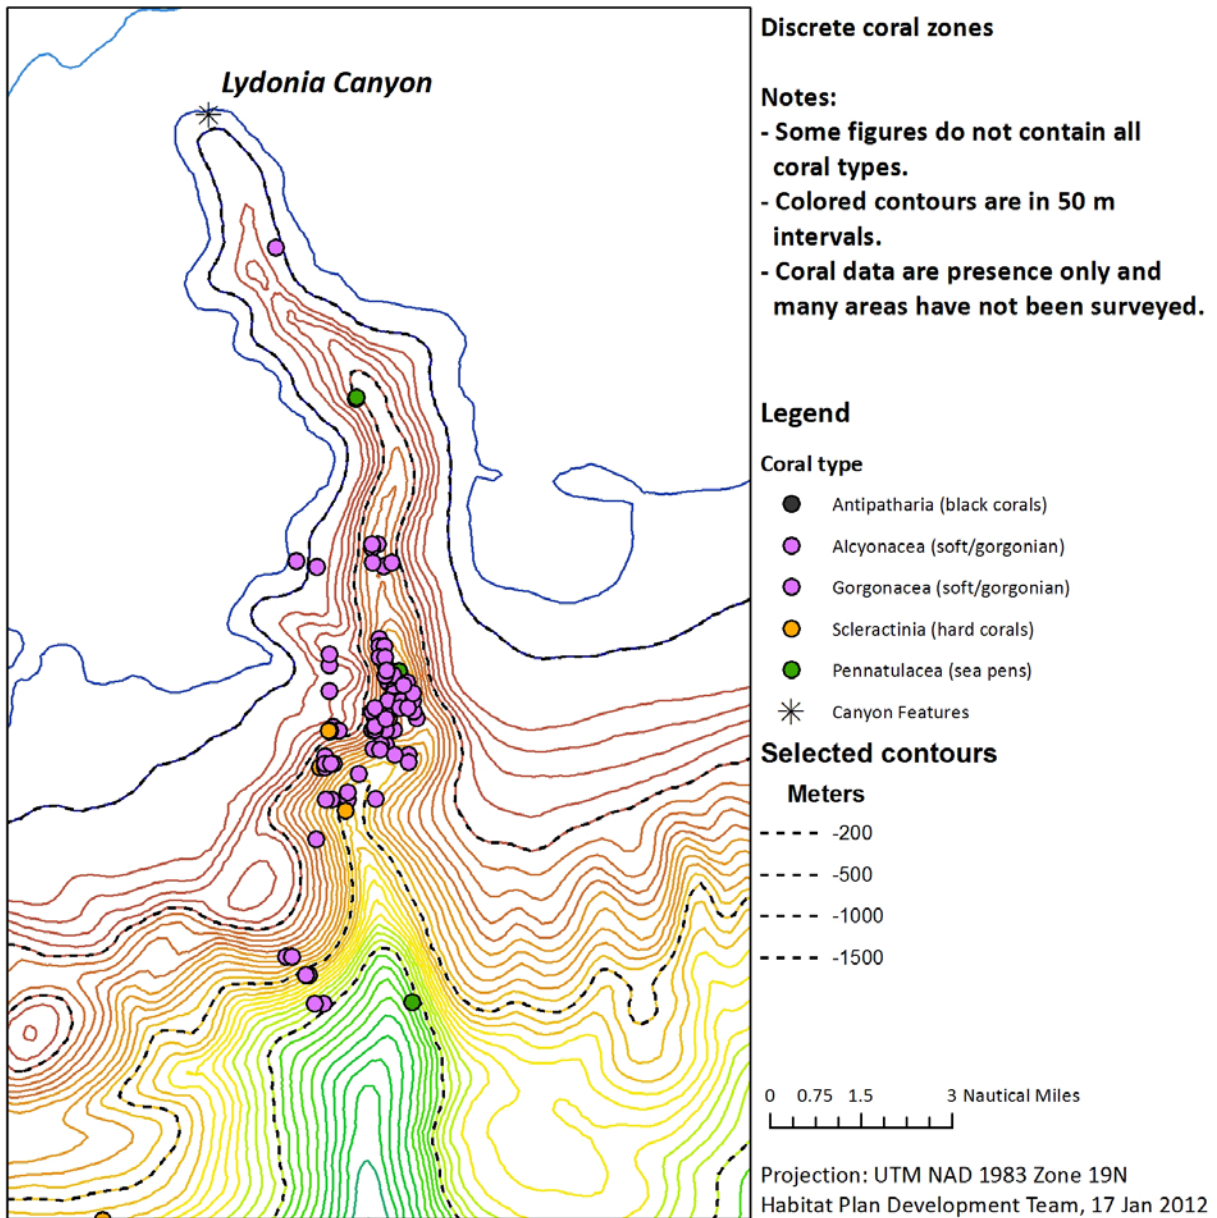 Lydonia Canyon
Discrete coral zones
Notes:
- Some figures do not contain all
coral types.
- Colored contours are in 50 m
intervals.
- Coral data are presence only and
many areas have not been surveyed.
Legend
Coral type
Antipatharia (black corals)
Alcyonacea (soft/gorgonian)
Gorgonacea (soft/gorgonian)
Scleractinia (hard corals)
Pennatulacea (sea pens)
Canyon Features
Selected contours
Meters
-200
-500
-1000
-1500
0 0.75 1.5 3 Nautical Miles
Projection: UTM NAD 1983 Zone 19N
Habitat Plan Development Team, 17 Jan 2012